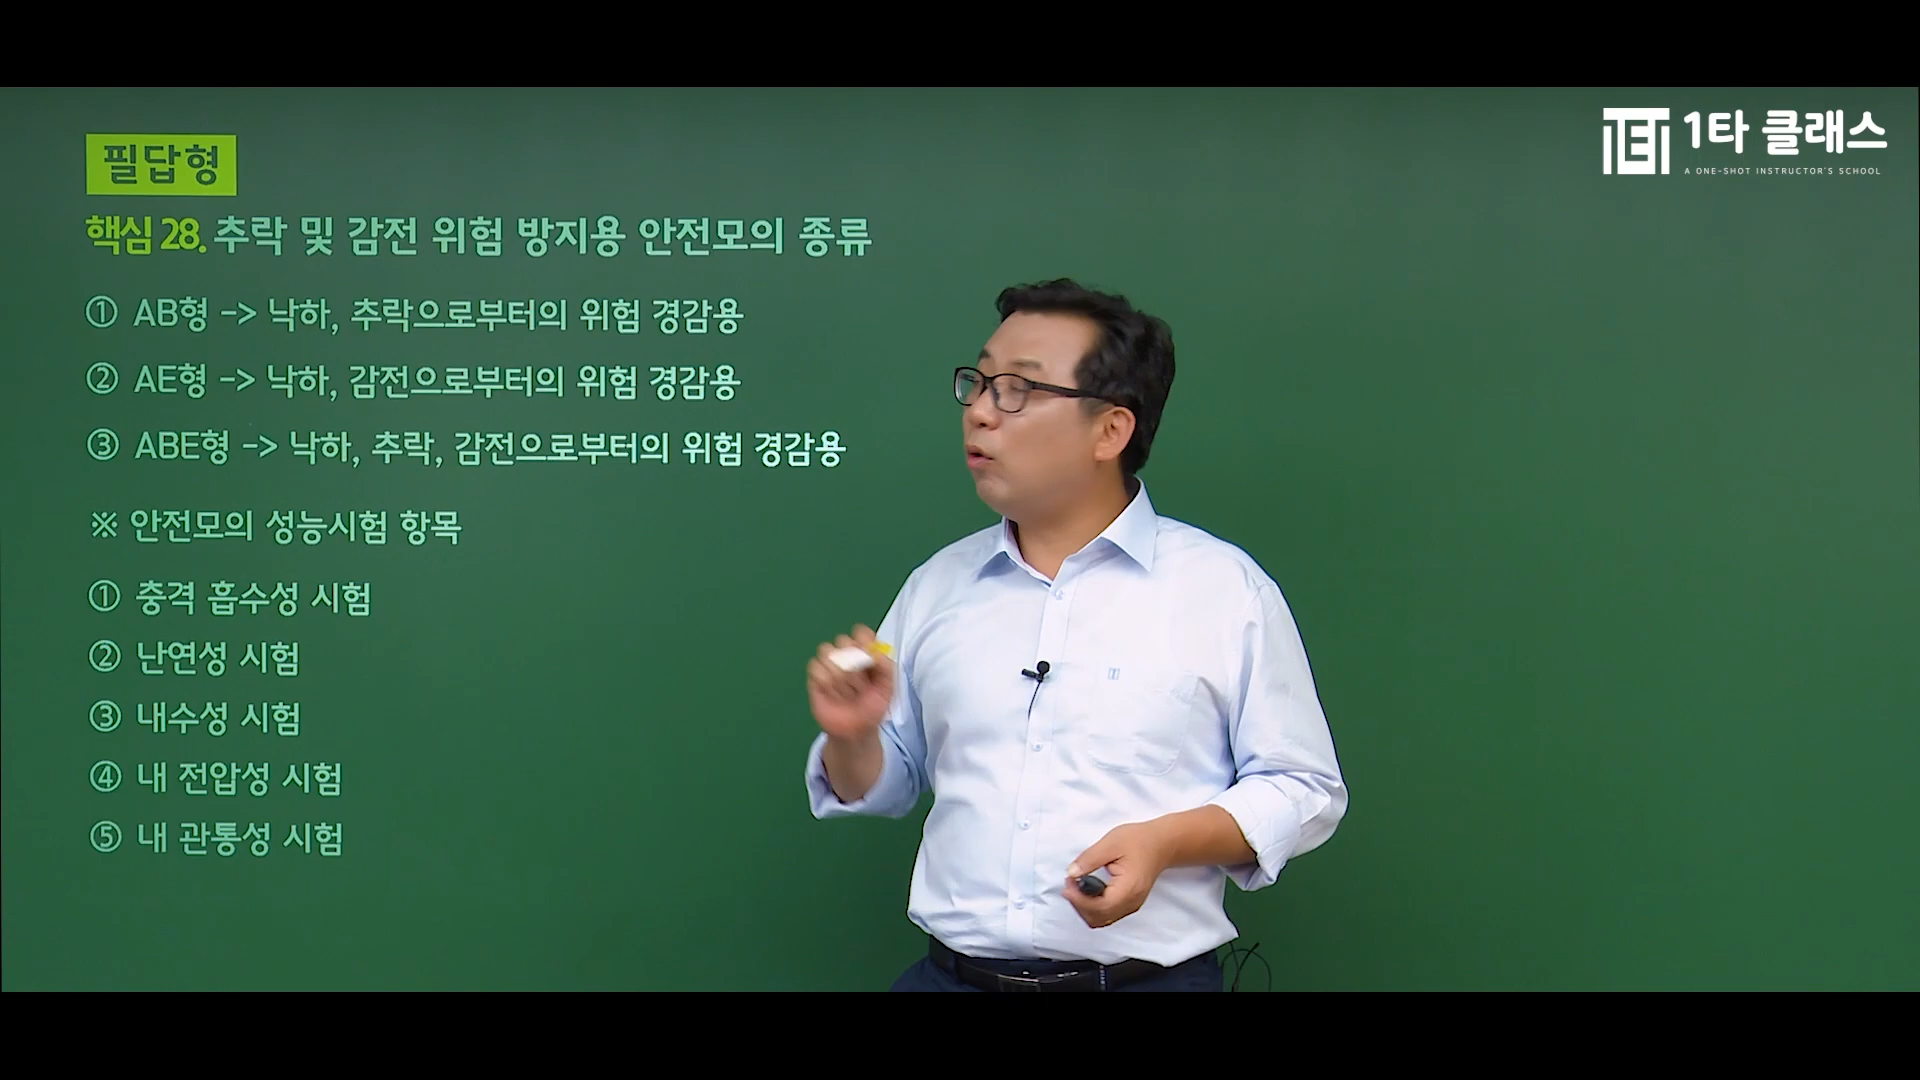 1타 클래스
A ONE-SHOT INSTRUCTOR'S SCHOOL
필답형
핵심 28. 추락 및 감전 위험 방지용 안전모의 종류
① AB형 -> 낙하, 추락으로부터의 위험 경감용
② AE형 -> 낙하, 감전으로부터의 위험 경감용
③ ABE형 -> 낙하, 추락, 감전으로부터의 위험 경감용
※ 안전모의 성능시험 항목
① 충격 흡수성 시험
② 난연성 시험
③ 내수성 시험
④ 내 전압성 시험
⑤ 내 관통성 시험